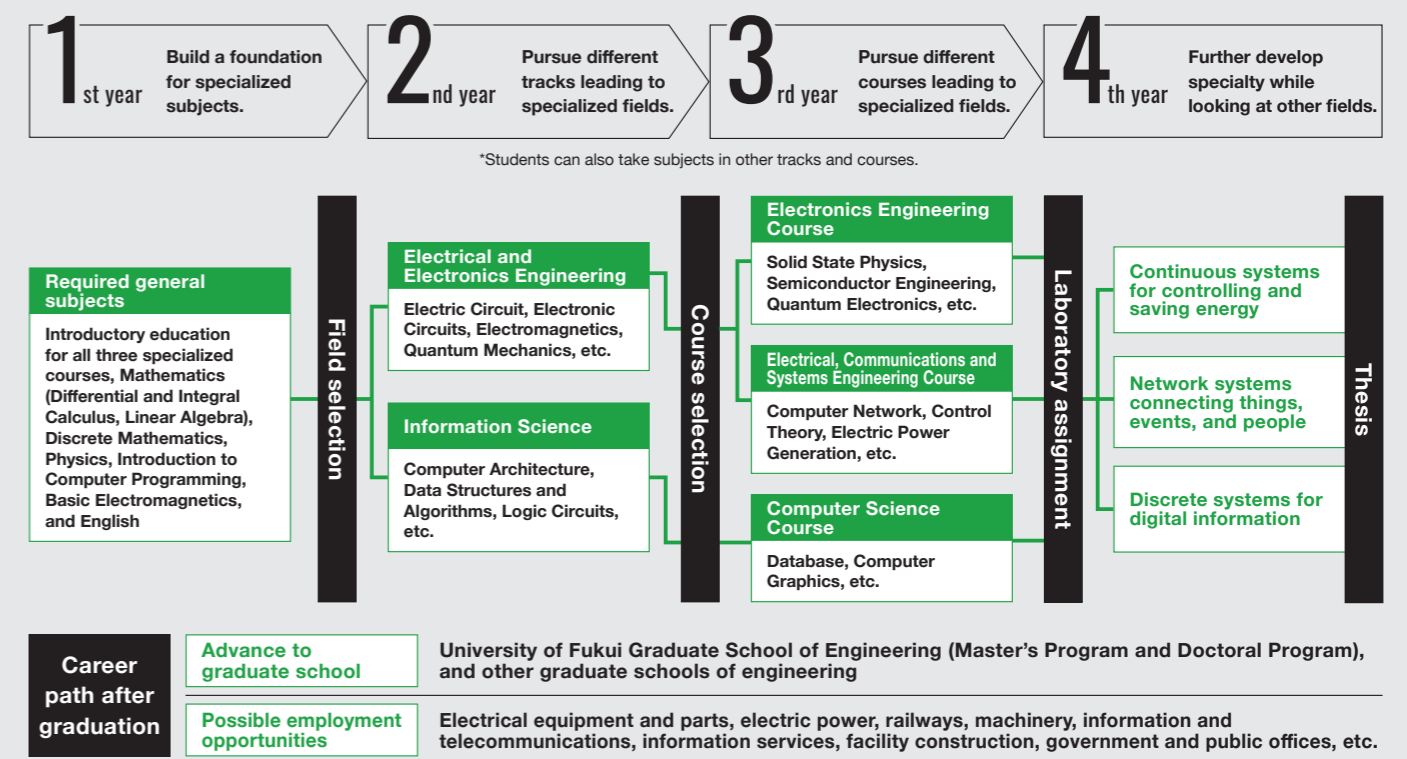 1st year
Build a foundation
for specialized
subjects.
2nd year
Pursue different
tracks leading to
specialized fields.
3rd year
Pursue different
courses leading to
specialized fields.
4th year
Further develop
specialty while
looking at other fields.
*Students can also take subjects in other tracks and courses.
Required general
subjects
Introductory education
for all three specialized
courses, Mathematics
(Differential and Integral
Calculus, Linear Algebra),
Discrete Mathematics,
Physics, Introduction to
Computer Programming,
Basic Electromagnetics,
and English
Field selection
Electrical and
Electronics Engineering
Electric Circuit, Electronic
Circuits, Electromagnetics,
Quantum Mechanics, etc.
Information Science
Computer Architecture,
Data Structures and
Algorithms, Logic Circuits,
etc.
Course selection
Electronics Engineering
Course
Solid State Physics,
Semiconductor Engineering,
Quantum Electronics, etc.
Electrical, Communications and
Systems Engineering Course
Computer Network, Control
Theory, Electric Power
Generation, etc.
Computer Science
Course
Database, Computer
Graphics, etc.
Laboratory assignment
Continuous systems
for controlling and
saving energy
Network systems
connecting things,
events, and people
Discrete systems for
digital information
Thesis
Career
path after
graduation
Advance to
graduate school
University of Fukui Graduate School of Engineering (Master's Program and Doctoral Program),
and other graduate schools of engineering
Possible employment
opportunities
Electrical equipment and parts, electric power, railways, machinery, information and
telecommunications, information services, facility construction, government and public offices, etc.